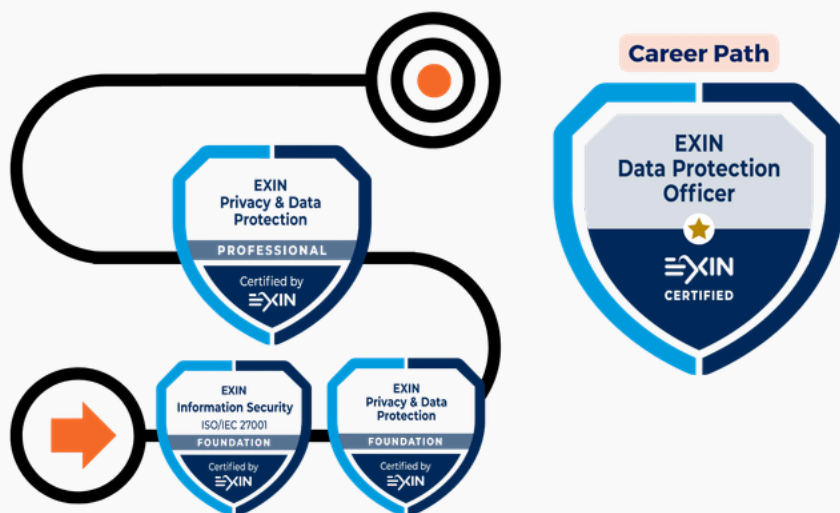 Career Path
EXIN
Data Protection
Officer
EXIN
CERTIFIED
EXIN
Privacy & Data
Protection
PROFESSIONAL
Certified by
EXIN
EXIN
Information Security
ISO/IEC 27001
FOUNDATION
Certified by
EXIN
EXIN
Privacy & Data
Protection
FOUNDATION
Certified by
EXIN